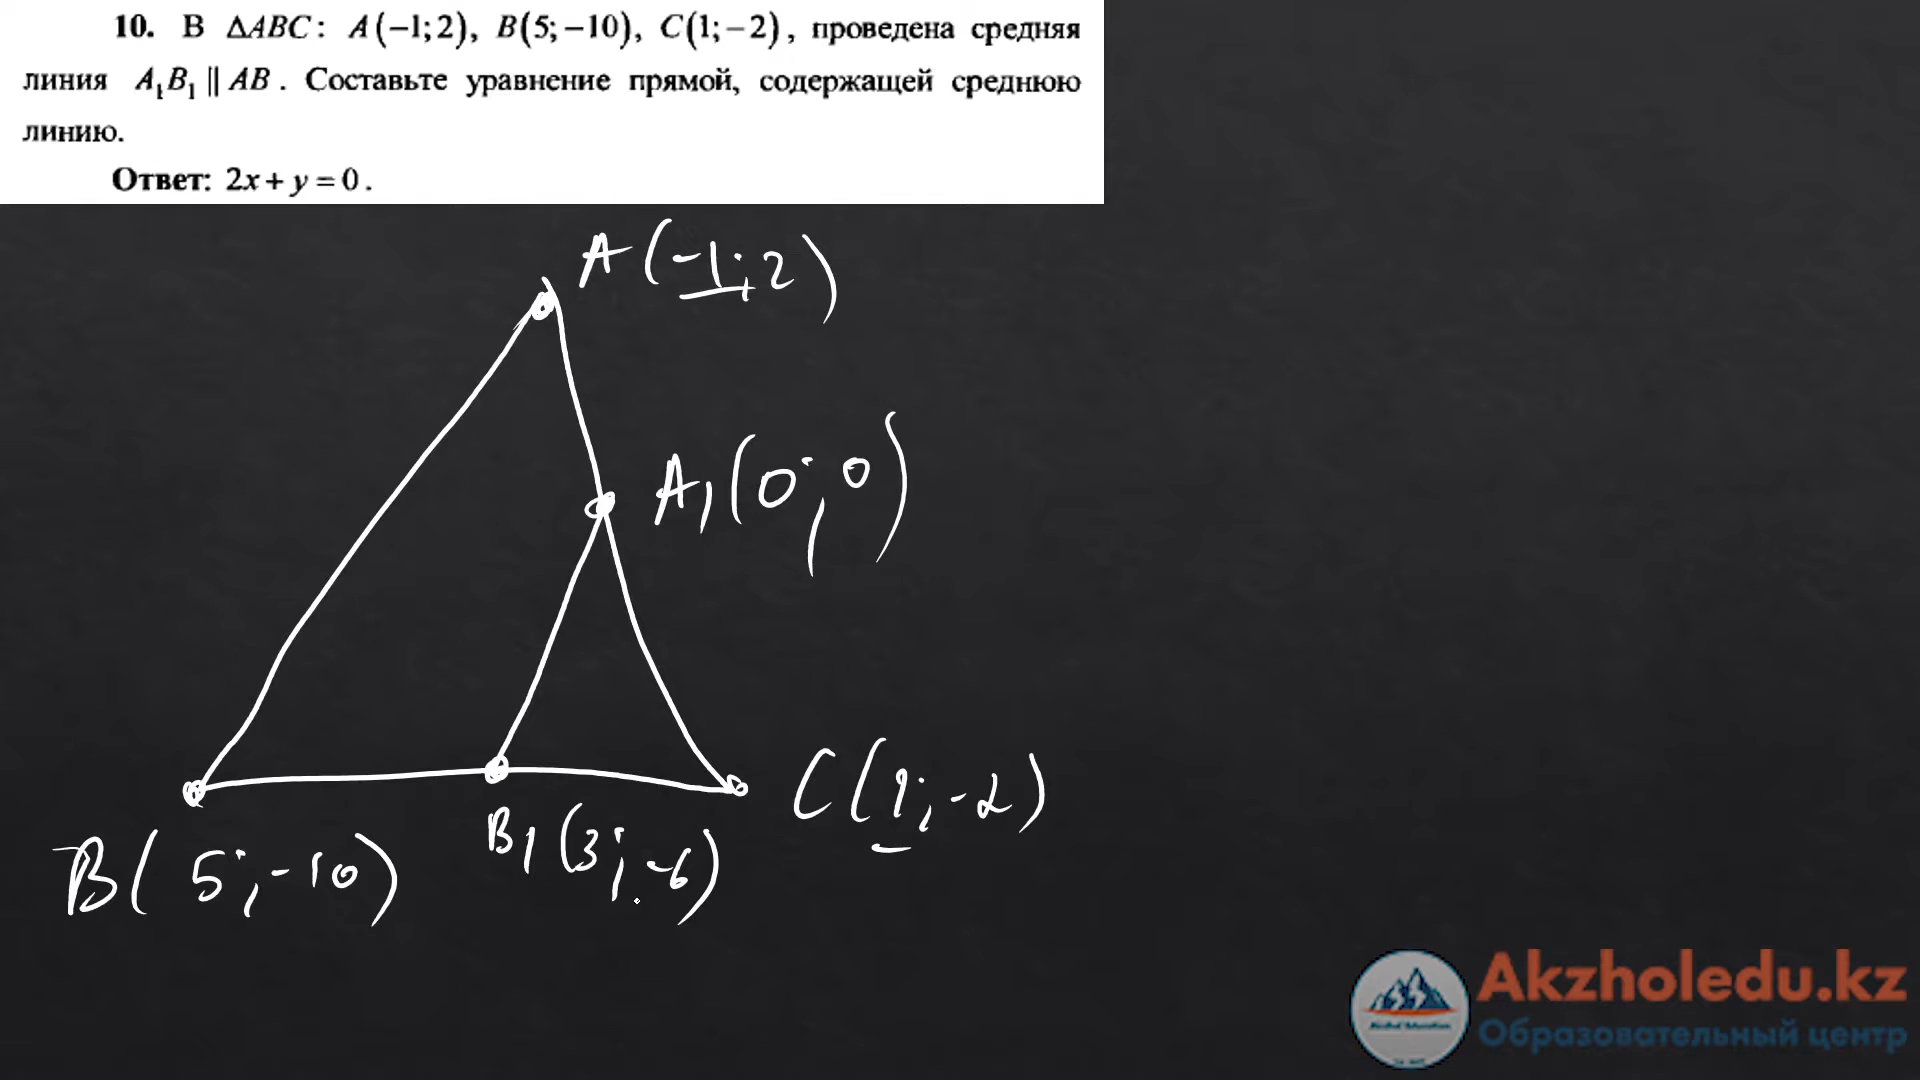 10. В ΔABC: A(−1;2), B(5;−10), C(1;−2), проведена средняя
линия A₁B₁ || AB. Составьте уравнение прямой, содержащей среднюю
линию.
Ответ: 2x + y = 0.
A(-1;2)
A₁(0;0)
C(1;-2)
B₁(3;-6)
B(5;-10)
Akzholedu.kz
Образовательный центр